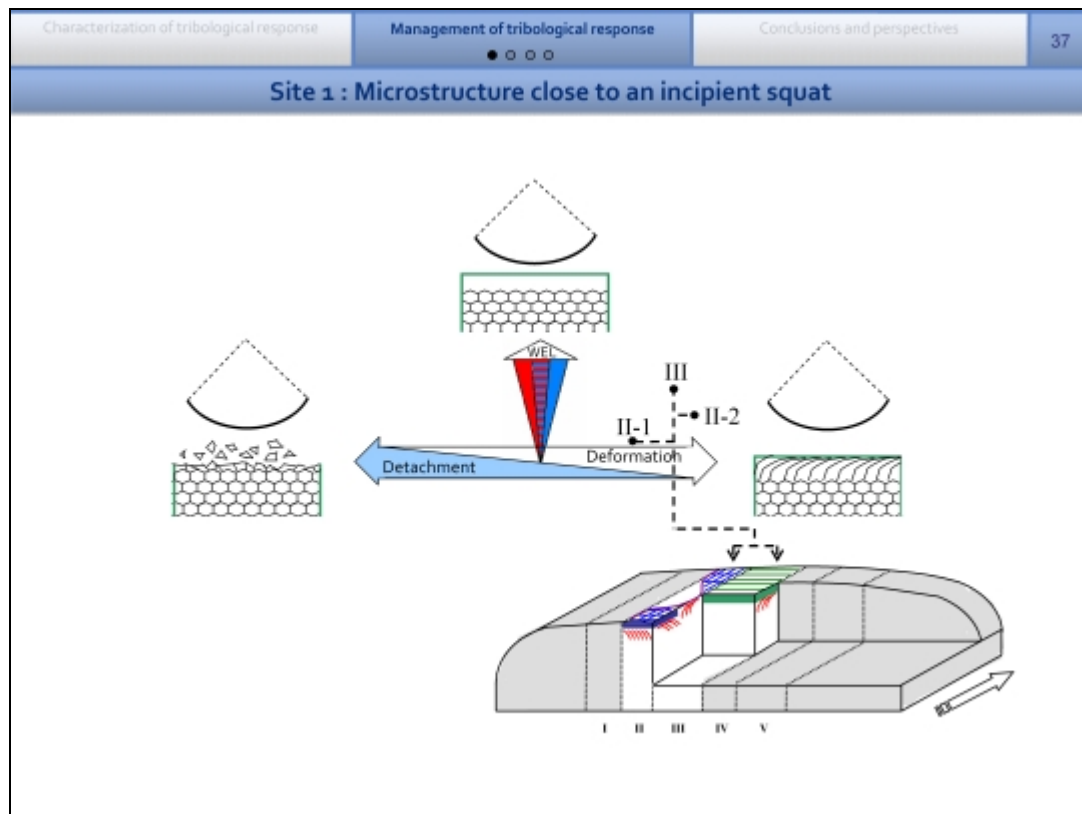 Characterization of tribological response
Management of tribological response
Conclusions and perspectives
37
Site 1 : Microstructure close to an incipient squat
WEL
III
II-2
II-1
Deformation
Detachment
I II III IV V